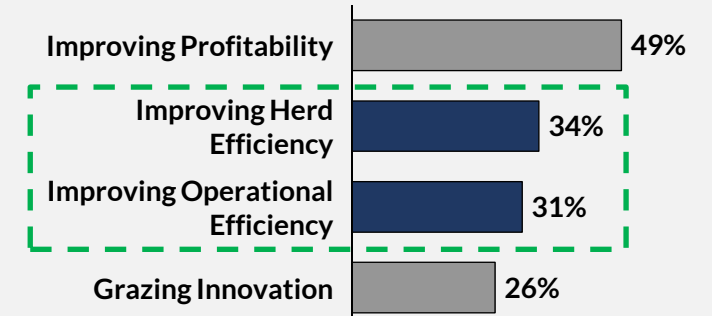 Improving Profitability 49%
Improving Herd
Efficiency 34%
Improving Operational
Efficiency 31%
Grazing Innovation 26%